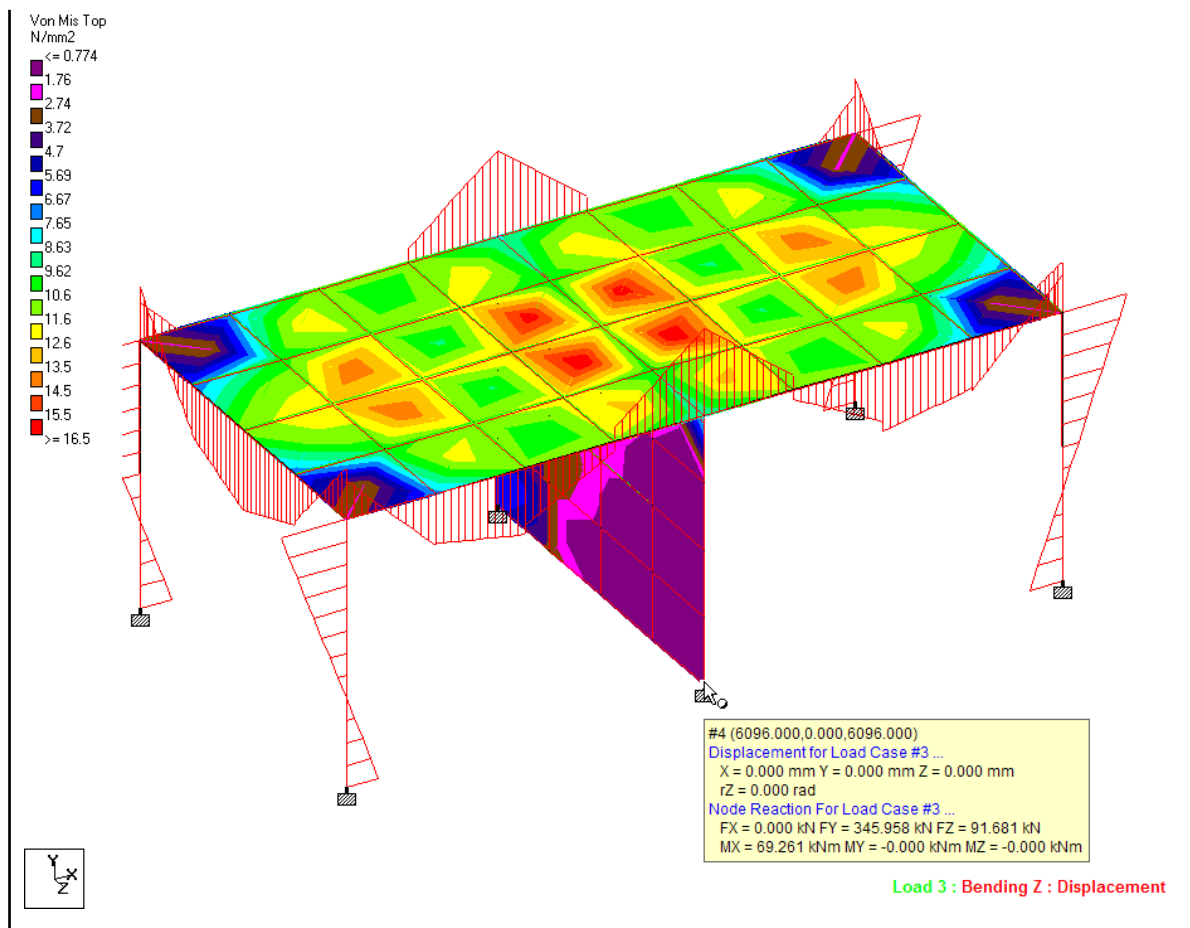 Von Mis Top
N/mm2
<= 0.774
1.76
2.74
3.72
4.7
5.69
6.67
7.65
8.63
9.62
10.6
11.6
12.6
13.5
14.5
15.5
>= 16.5
#4 (6096.000,0.000,6096.000)
Displacement for Load Case #3 ...
X = 0.000 mm Y = 0.000 mm Z = 0.000 mm
rZ = 0.000 rad
Node Reaction For Load Case #3 ...
FX = 0.000 kN FY = 345.958 kN FZ = 91.681 kN
MX = 69.261 kNm MY = -0.000 kNm MZ = -0.000 kNm
Y
X
Z
Load 3 : Bending Z : Displacement